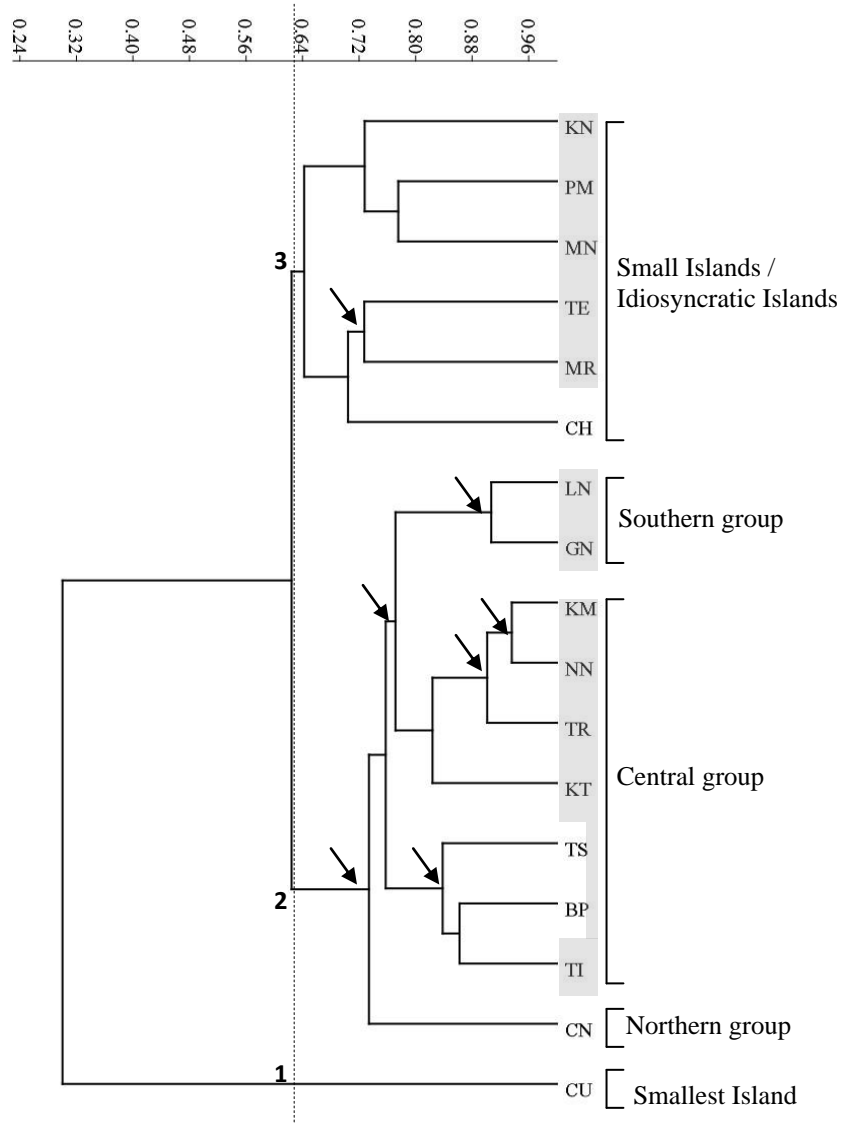 0.24 0.32 0.40 0.48 0.56 0.64 0.72 0.80 0.88 0.96
KN
PM
MN
TE
MR
CH
Small Islands /
Idiosyncratic Islands
3
LN
GN
Southern group
KM
NN
TR
KT
TS
BP
TI
Central group
2
CN
Northern group
1
CU
Smallest Island